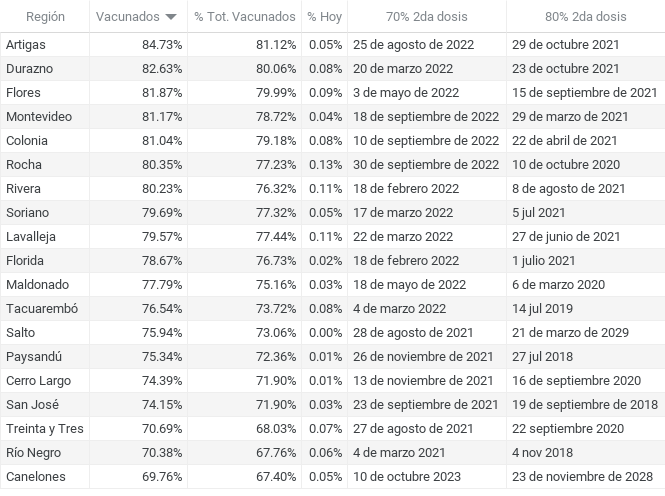 Región Vacunados % Tot. Vacunados % Hoy 70% 2da dosis 80% 2da dosis
Artigas 84.73% 81.12% 0.05% 25 de agosto de 2022 29 de octubre 2021
Durazno 82.63% 80.06% 0.08% 20 de marzo de 2022 23 de octubre 2021
Flores 81.87% 79.99% 0.09% 3 de mayo de 2022 15 de septiembre de 2021
Montevideo 81.17% 78.72% 0.04% 18 de septiembre de 2022 29 de marzo de 2021
Colonia 81.04% 79.18% 0.08% 10 de septiembre de 2022 22 de abril de 2021
Rocha 80.35% 77.23% 0.13% 30 de septiembre de 2022 10 de octubre 2020
Rivera 80.23% 76.32% 0.11% 18 de febrero 2022 8 de agosto de 2021
Soriano 79.69% 77.32% 0.05% 17 de marzo 2022 5 jul 2021
Lavalleja 79.57% 77.44% 0.11% 22 de marzo de 2022 27 de junio de 2021
Florida 78.67% 76.73% 0.02% 18 de febrero 2022 1 julio 2021
Maldonado 77.79% 75.16% 0.03% 18 de mayo de 2022 6 de marzo 2020
Tacuarembó 76.54% 73.72% 0.08% 4 de marzo 2022 14 jul 2019
Salto 75.94% 73.06% 0.00% 28 de agosto de 2021 21 de marzo de 2029
Paysandú 75.34% 72.36% 0.01% 26 de noviembre de 2021 27 jul 2018
Cerro Largo 74.39% 71.90% 0.01% 13 de noviembre de 2021 16 de septiembre 2020
San José 74.15% 71.90% 0.03% 23 de septiembre de 2021 19 de septiembre de 2018
Treinta y Tres 70.69% 68.03% 0.07% 27 de agosto de 2021 22 septiembre 2020
Río Negro 70.38% 67.76% 0.06% 4 de marzo 2021 4 nov 2018
Canelones 69.76% 67.40% 0.05% 10 de octubre 2023 23 de noviembre de 2028